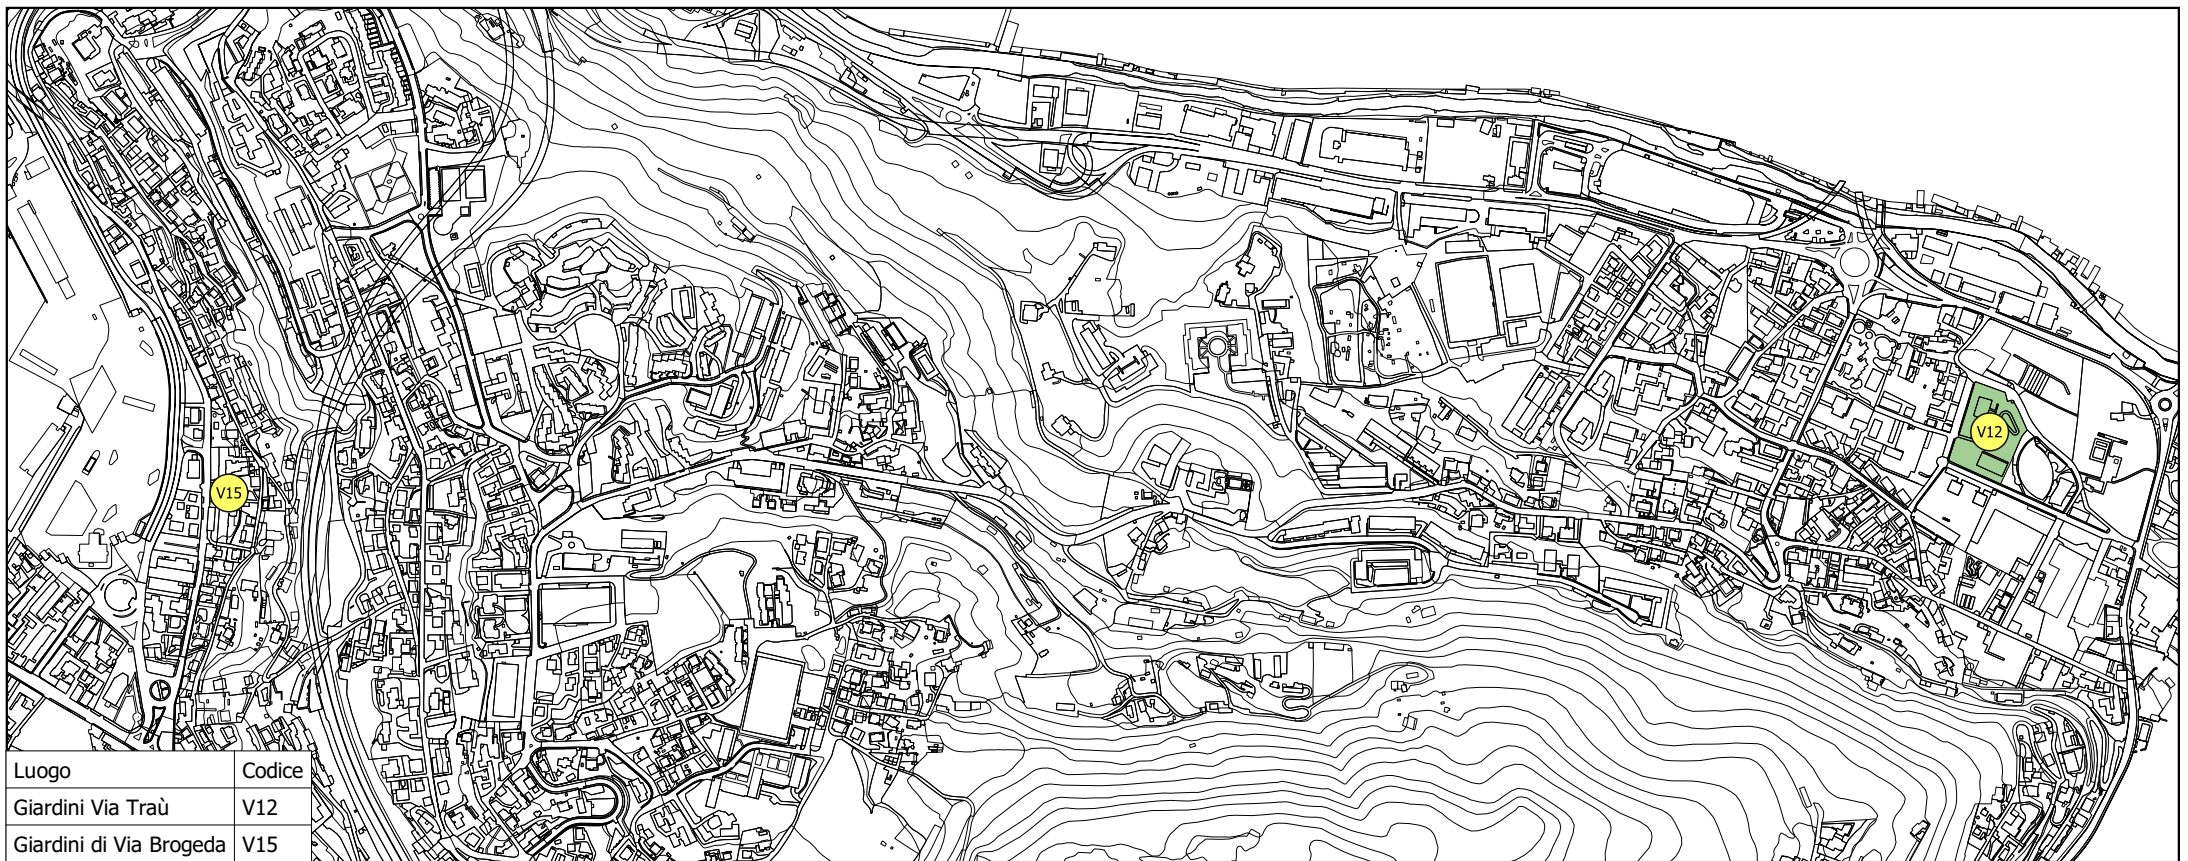 V15
V12
Luogo Codice
Giardini Via Traù V12
Giardini di Via Brogeda V15